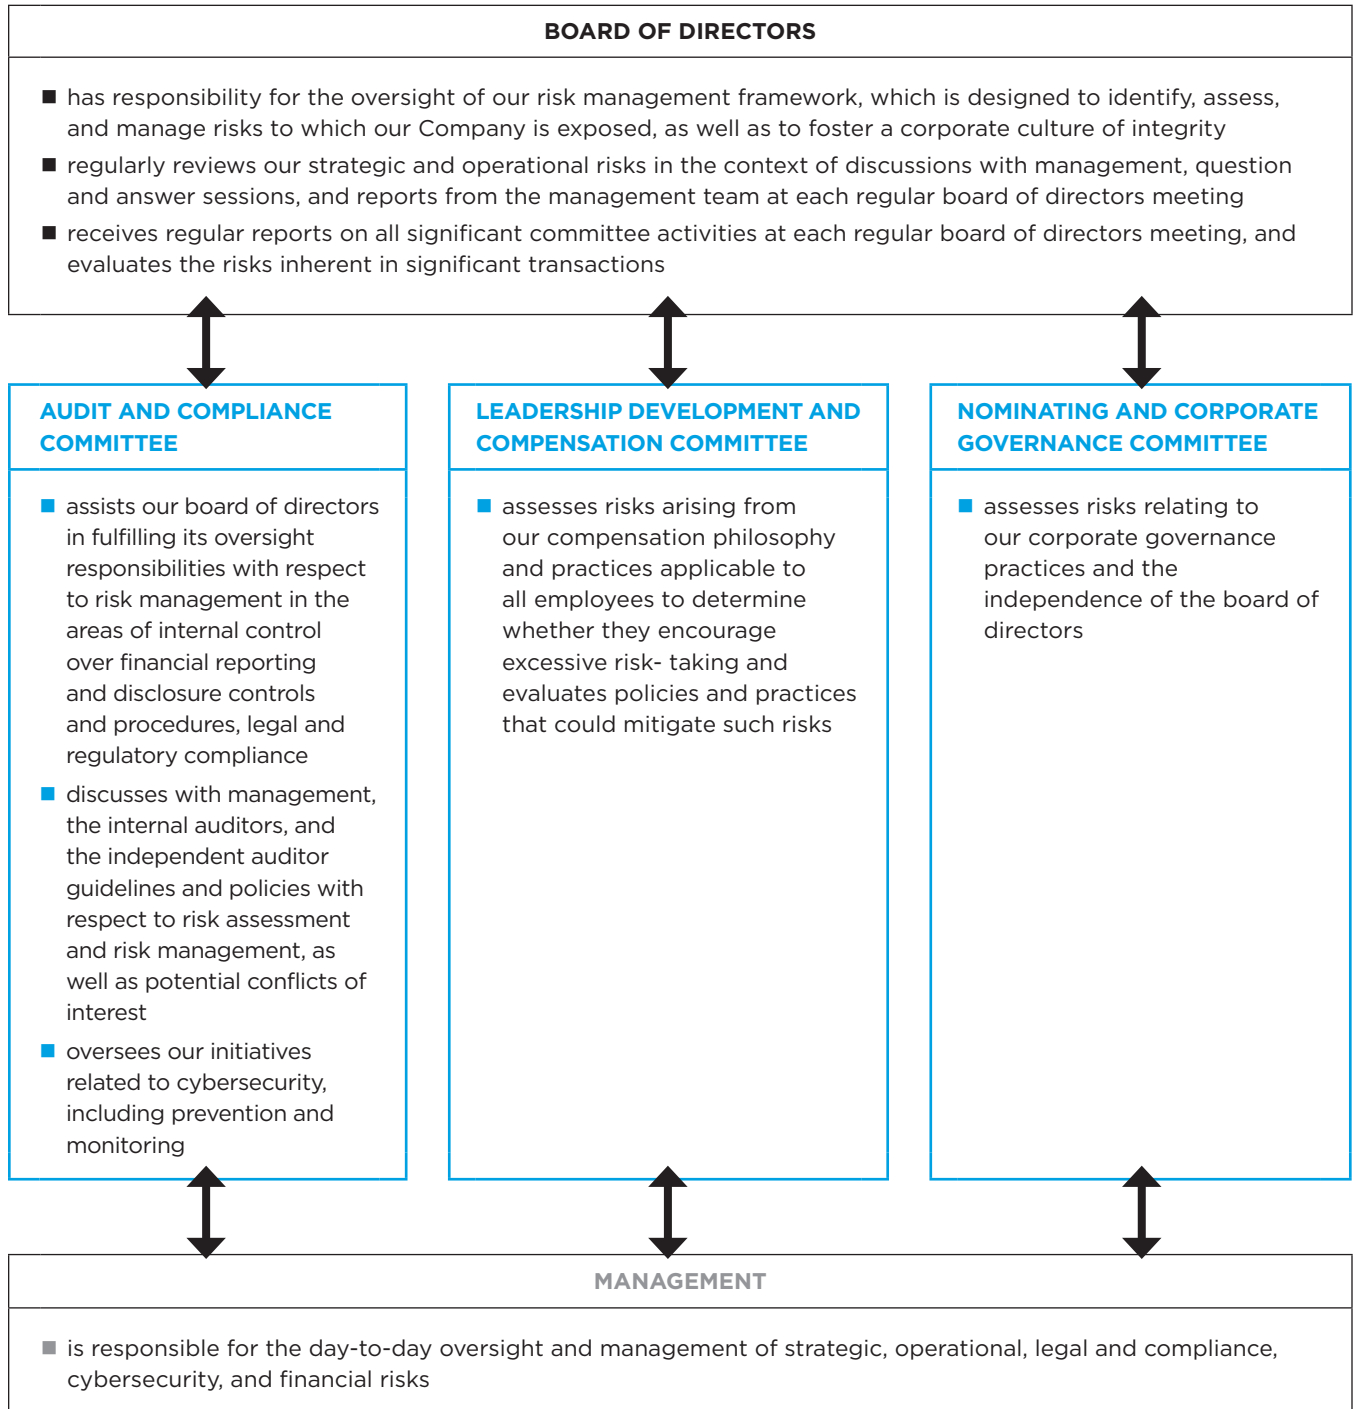 BOARD OF DIRECTORS
■ has responsibility for the oversight of our risk management framework, which is designed to identify, assess,
and manage risks to which our Company is exposed, as well as to foster a corporate culture of integrity
■ regularly reviews our strategic and operational risks in the context of discussions with management, question
and answer sessions, and reports from the management team at each regular board of directors meeting
■ receives regular reports on all significant committee activities at each regular board of directors meeting, and
evaluates the risks inherent in significant transactions
AUDIT AND COMPLIANCE
COMMITTEE
■ assists our board of directors
in fulfilling its oversight
responsibilities with respect
to risk management in the
areas of internal control
over financial reporting
and disclosure controls
and procedures, legal and
regulatory compliance
■ discusses with management,
the internal auditors, and
the independent auditor
guidelines and policies with
respect to risk assessment
and risk management, as
well as potential conflicts of
interest
■ oversees our initiatives
related to cybersecurity,
including prevention and
monitoring
LEADERSHIP DEVELOPMENT AND
COMPENSATION COMMITTEE
■ assesses risks arising from
our compensation philosophy
and practices applicable to
all employees to determine
whether they encourage
excessive risk- taking and
evaluates policies and practices
that could mitigate such risks
NOMINATING AND CORPORATE
GOVERNANCE COMMITTEE
■ assesses risks relating to
our corporate governance
practices and the
independence of the board of
directors
MANAGEMENT
■ is responsible for the day-to-day oversight and management of strategic, operational, legal and compliance,
cybersecurity, and financial risks